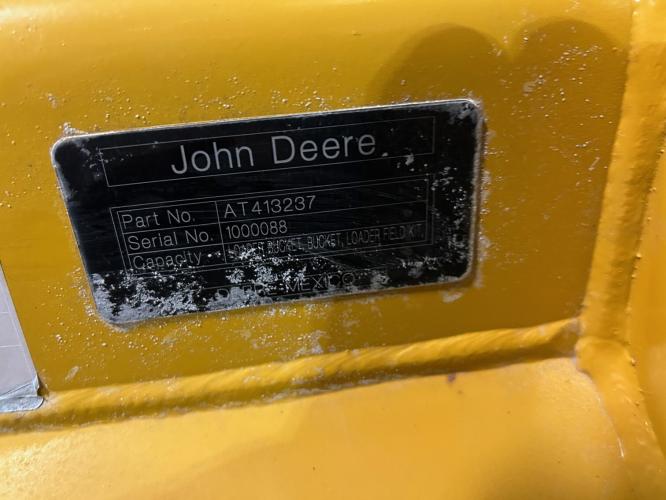 John Deere
Part No. AT413237
Serial No. 1000088
Capacity LOADER BUCKET, BUCKET, LOADER FIELD KIT,
MEXICO